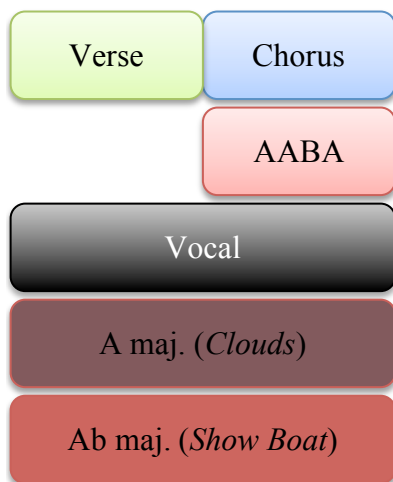 Verse Chorus
AABA
Vocal
A maj. (Clouds)
Ab maj. (Show Boat)